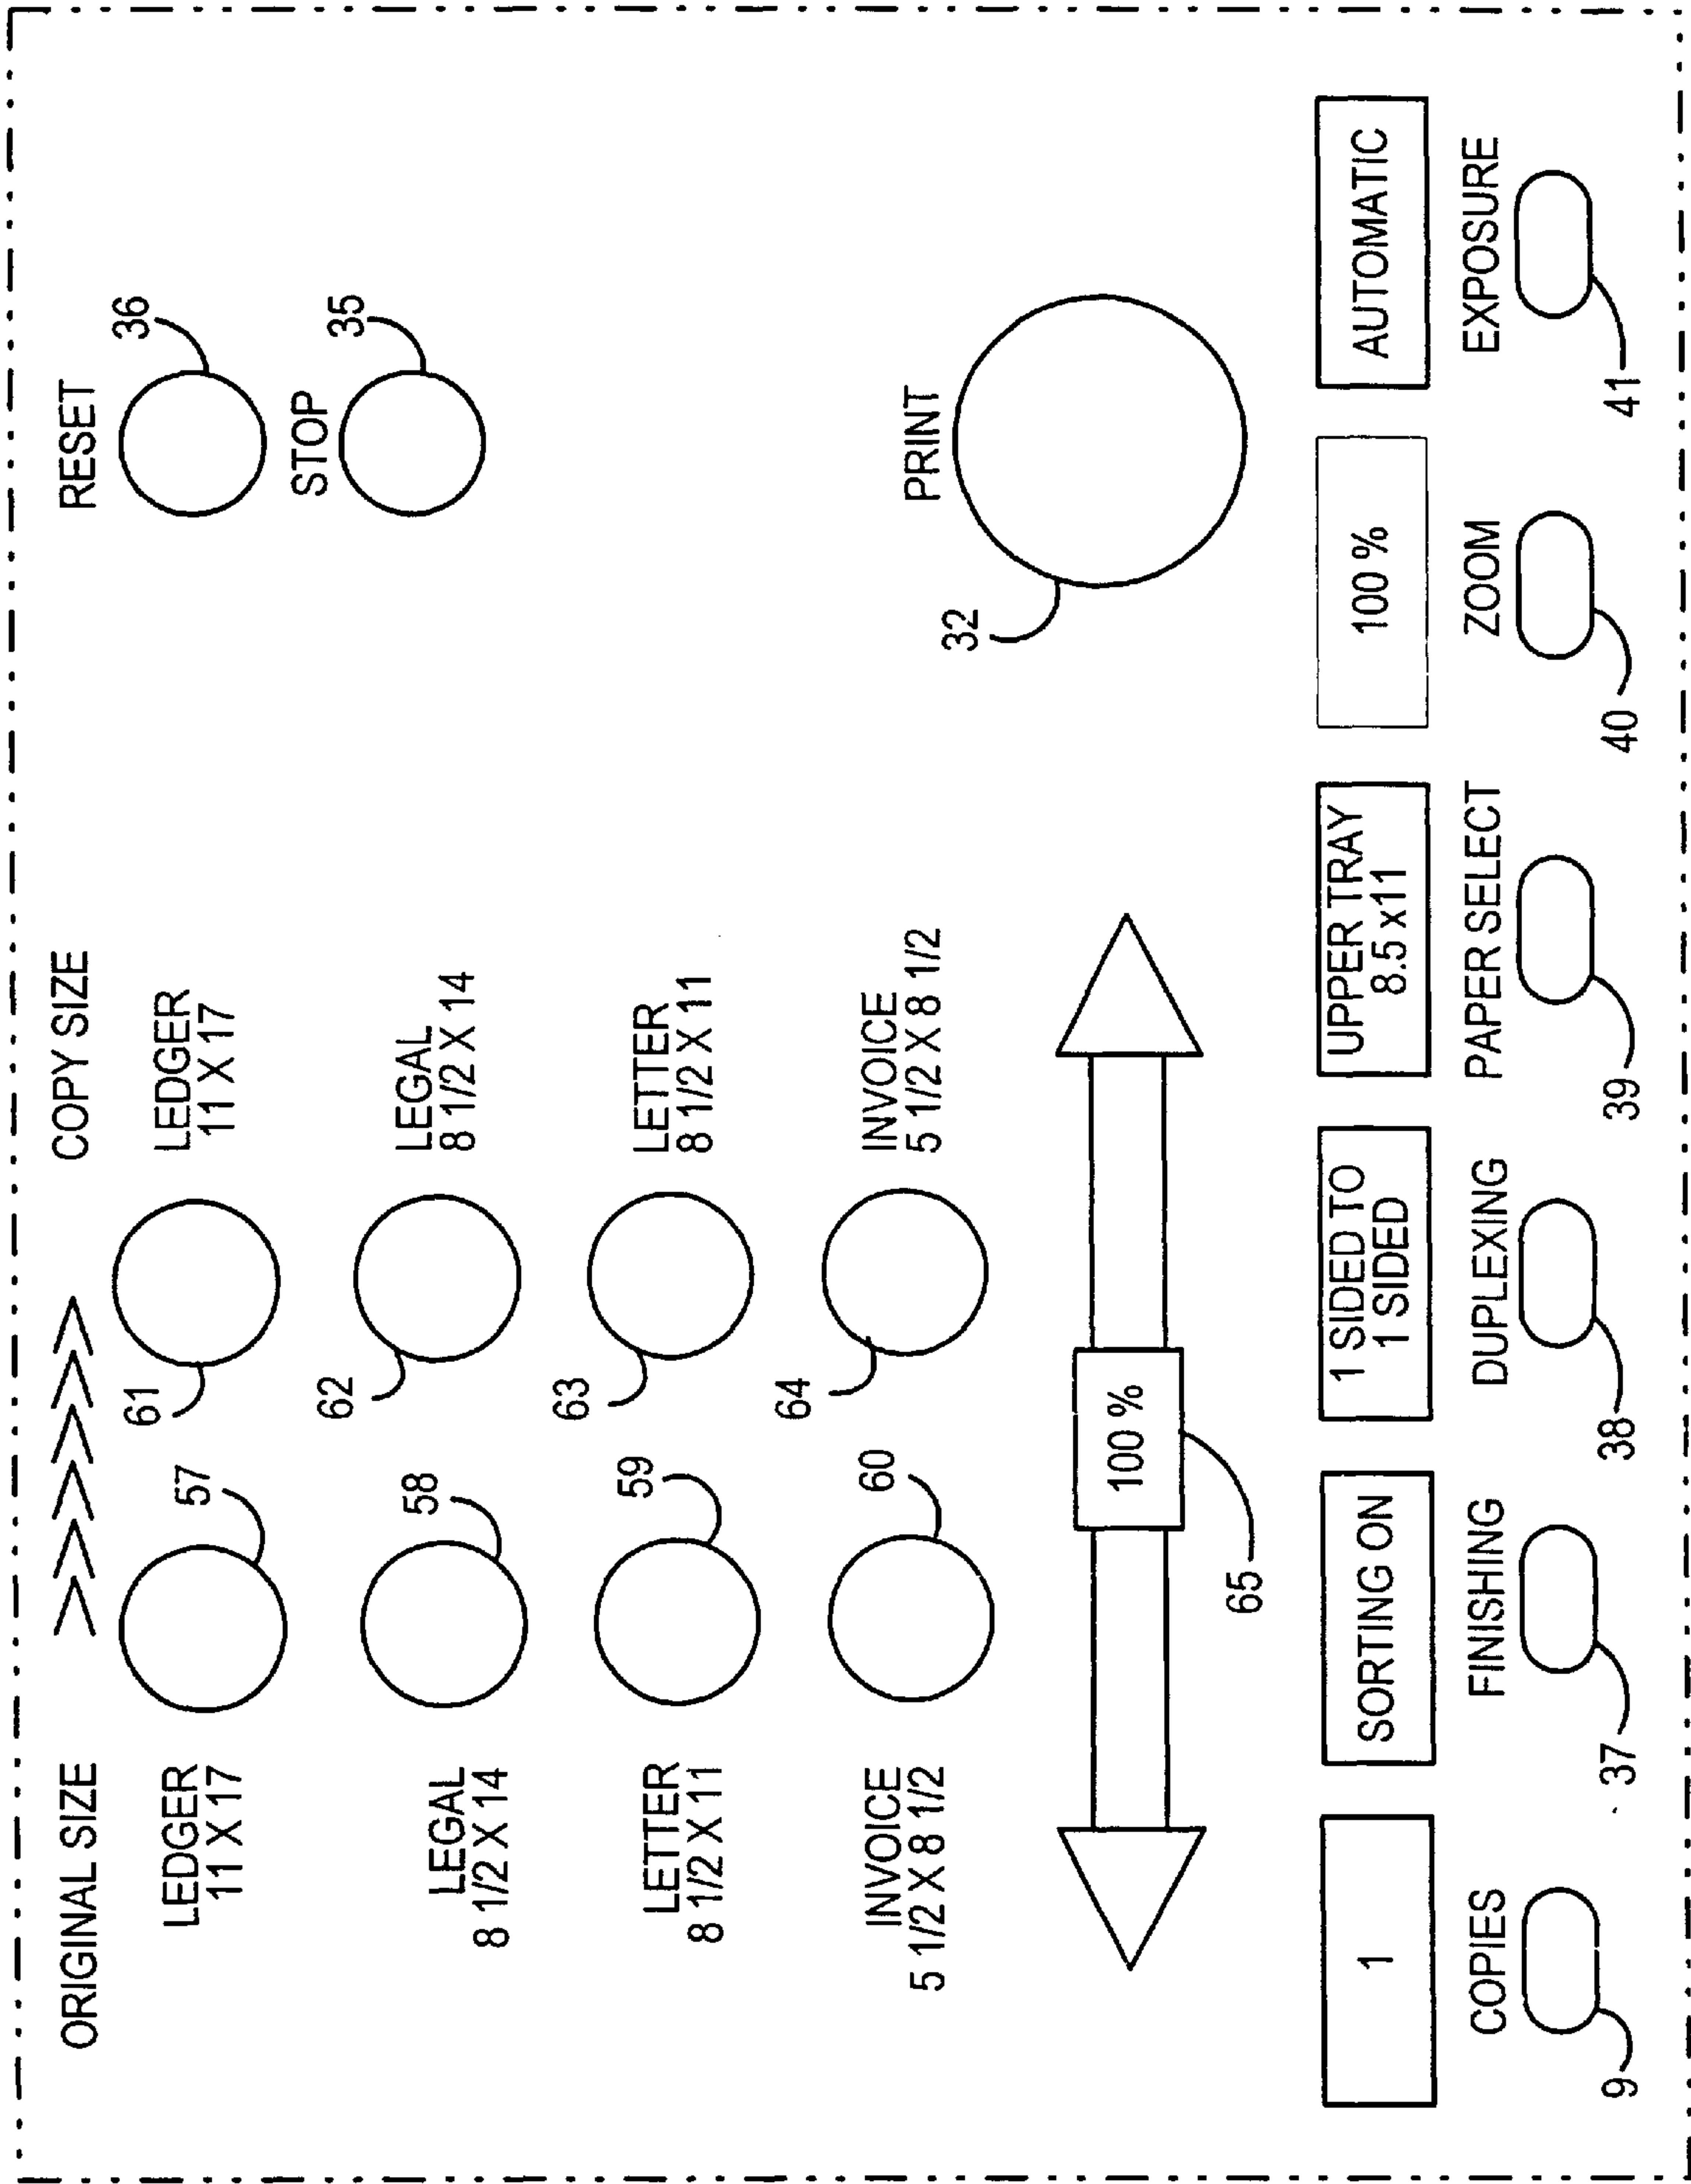 ORIGINAL SIZE >>>>>> COPY SIZE
RESET
36
LEDGER
11 X 17
57
61
LEDGER
11 X 17
STOP
35
LEGAL
8 1/2 X 14
58
62
LEGAL
8 1/2 X 14
LETTER
8 1/2 X 11
59
63
LETTER
8 1/2 X 11
INVOICE
5 1/2 X 8 1/2
60
64
INVOICE
5 1/2 X 8 1/2
PRINT
32
100 %
65
1
COPIES
9
SORTING ON
FINISHING
37
1 SIDED TO
1 SIDED
DUPLEXING
38
UPPER TRAY
8.5 x 11
PAPER SELECT
39
100 %
ZOOM
40
AUTOMATIC
EXPOSURE
41